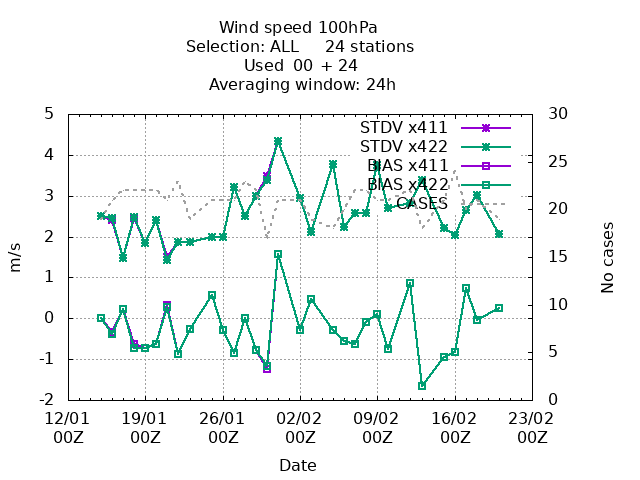 Wind speed 100hPa
Selection: ALL 24 stations
Used 00 + 24
Averaging window: 24h
5
4
3
2
1
0
-1
-2
m/s
30
25
20
15
10
5
0
No cases
STDV x411
STDV x422
BIAS x411
BIAS x422
CASES
12/01 19/01 26/01 02/02 09/02 16/02 23/02
00Z 00Z 00Z 00Z 00Z 00Z 00Z
Date